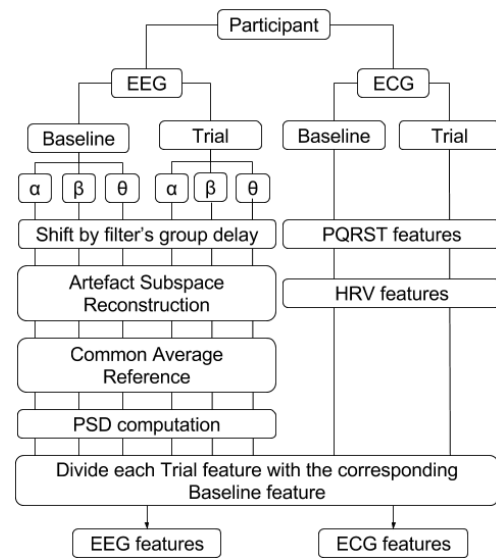 Participant
EEG
ECG
Baseline
Trial
Baseline
Trial
α
β
θ
α
β
θ
Shift by filter's group delay
PQRST features
Artefact Subspace
Reconstruction
HRV features
Common Average
Reference
PSD computation
Divide each Trial feature with the corresponding
Baseline feature
EEG features
ECG features